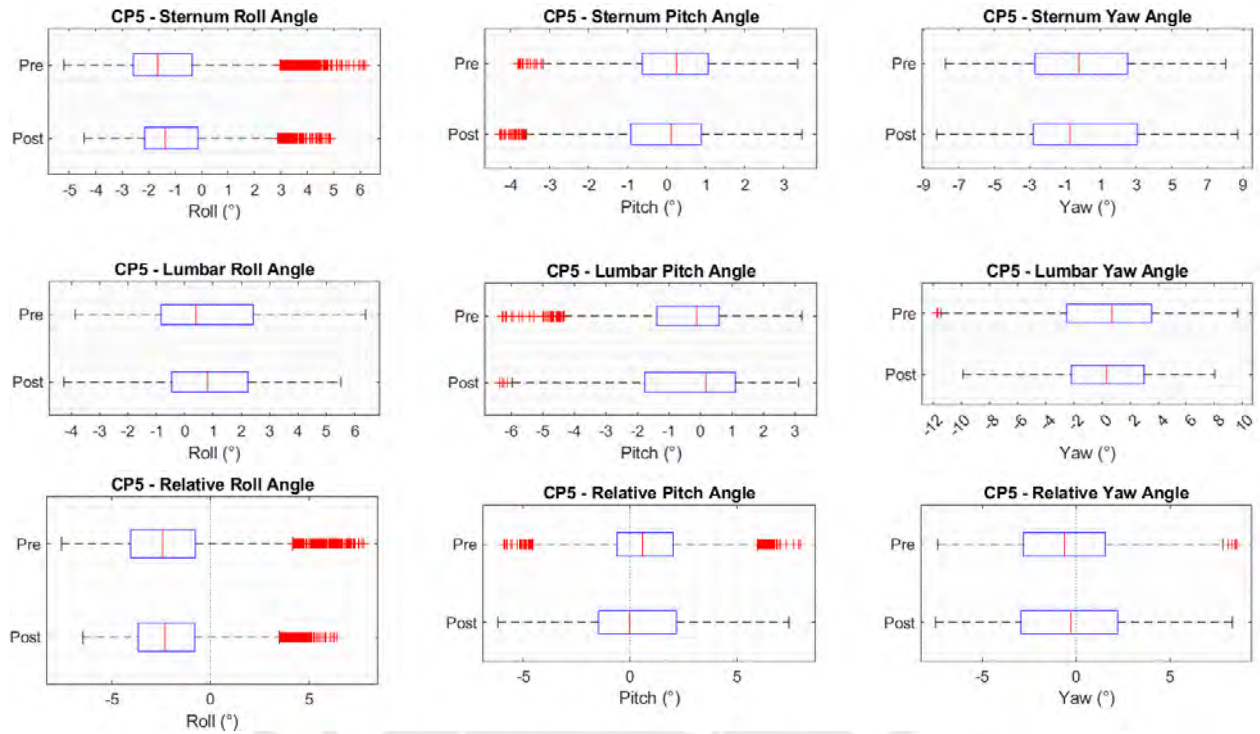 CP5 - Sternum Roll Angle
Pre
Post
-5 -4 -3 -2 -1 0 1 2 3 4 5 6
Roll (°)
CP5 - Sternum Pitch Angle
Pre
Post
-4 -3 -2 -1 0 1 2 3
Pitch (°)
CP5 - Sternum Yaw Angle
Pre
Post
-9 -7 -5 -3 -1 1 3 5 7 9
Yaw (°)
CP5 - Lumbar Roll Angle
Pre
Post
-4 -3 -2 -1 0 1 2 3 4 5 6
Roll (°)
CP5 - Lumbar Pitch Angle
Pre
Post
-6 -5 -4 -3 -2 -1 0 1 2 3
Pitch (°)
CP5 - Lumbar Yaw Angle
Pre
Post
-12 -10 -8 -6 -4 -2 0 2 4 6 8 10
Yaw (°)
CP5 - Relative Roll Angle
Pre
Post
-5 0 5
Roll (°)
CP5 - Relative Pitch Angle
Pre
Post
-5 0 5
Pitch (°)
CP5 - Relative Yaw Angle
Pre
Post
-5 0 5
Yaw (°)